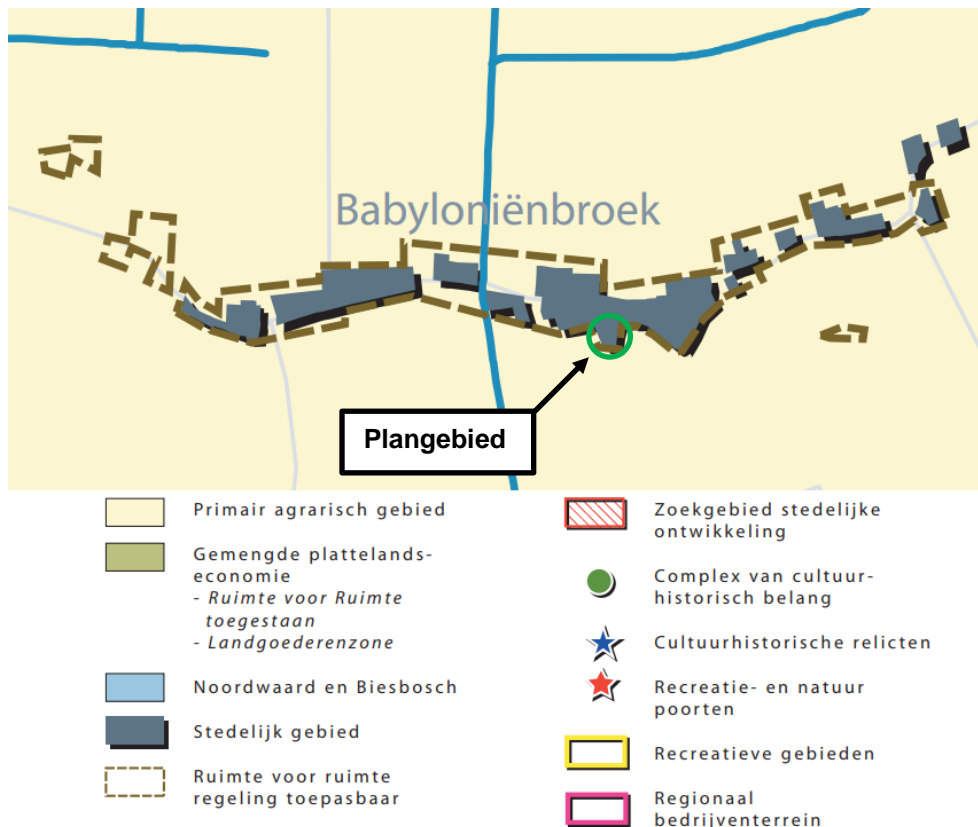 Babyloniënbroek
Plangebied
Primair agrarisch gebied
Gemengde plattelands-
economie
- Ruimte voor Ruimte
toegestaan
- Landgoederenzone
Noordwaard en Biesbosch
Stedelijk gebied
Ruimte voor ruimte
regeling toepasbaar
Zoekgebied stedelijke
ontwikkeling
Complex van cultuur-
historisch belang
Cultuurhistorische relicten
Recreatie- en natuur
poorten
Recreatieve gebieden
Regionaal
bedrijventerrein